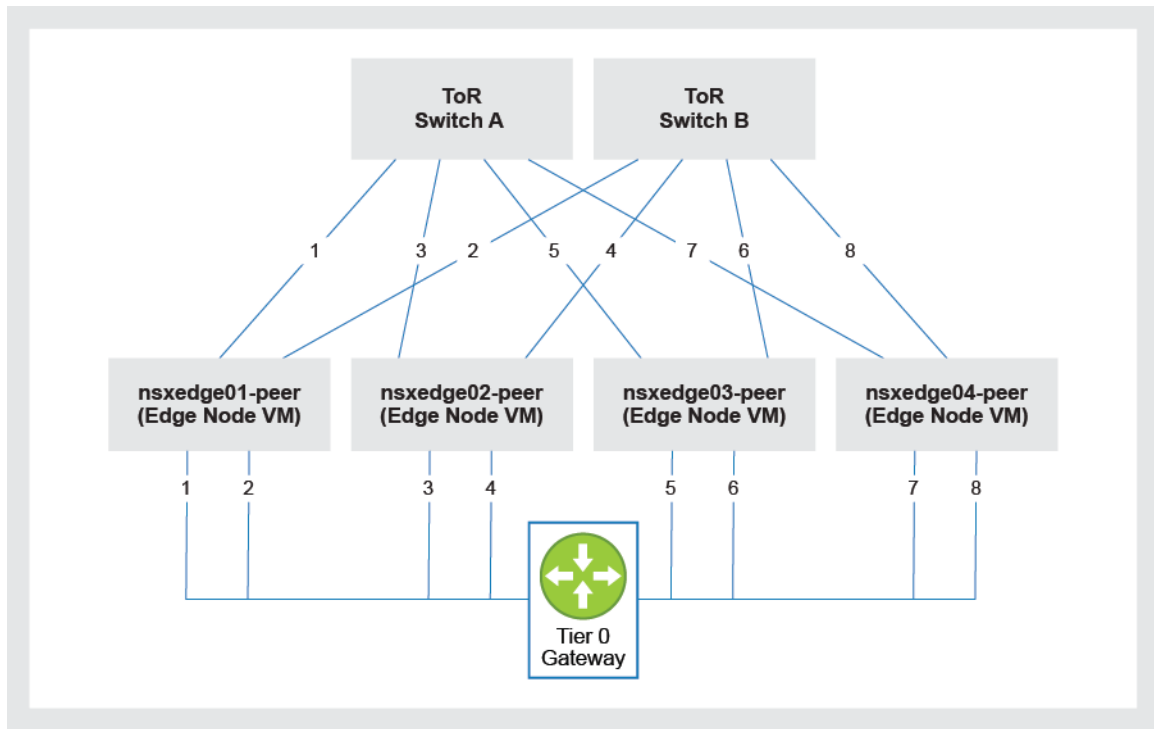 ToR
Switch A
ToR
Switch B
1
3
2
5
4
7
6
8
nsxedge01-peer
(Edge Node VM)
nsxedge02-peer
(Edge Node VM)
nsxedge03-peer
(Edge Node VM)
nsxedge04-peer
(Edge Node VM)
1
2
3
4
5
6
7
8
Tier 0
Gateway